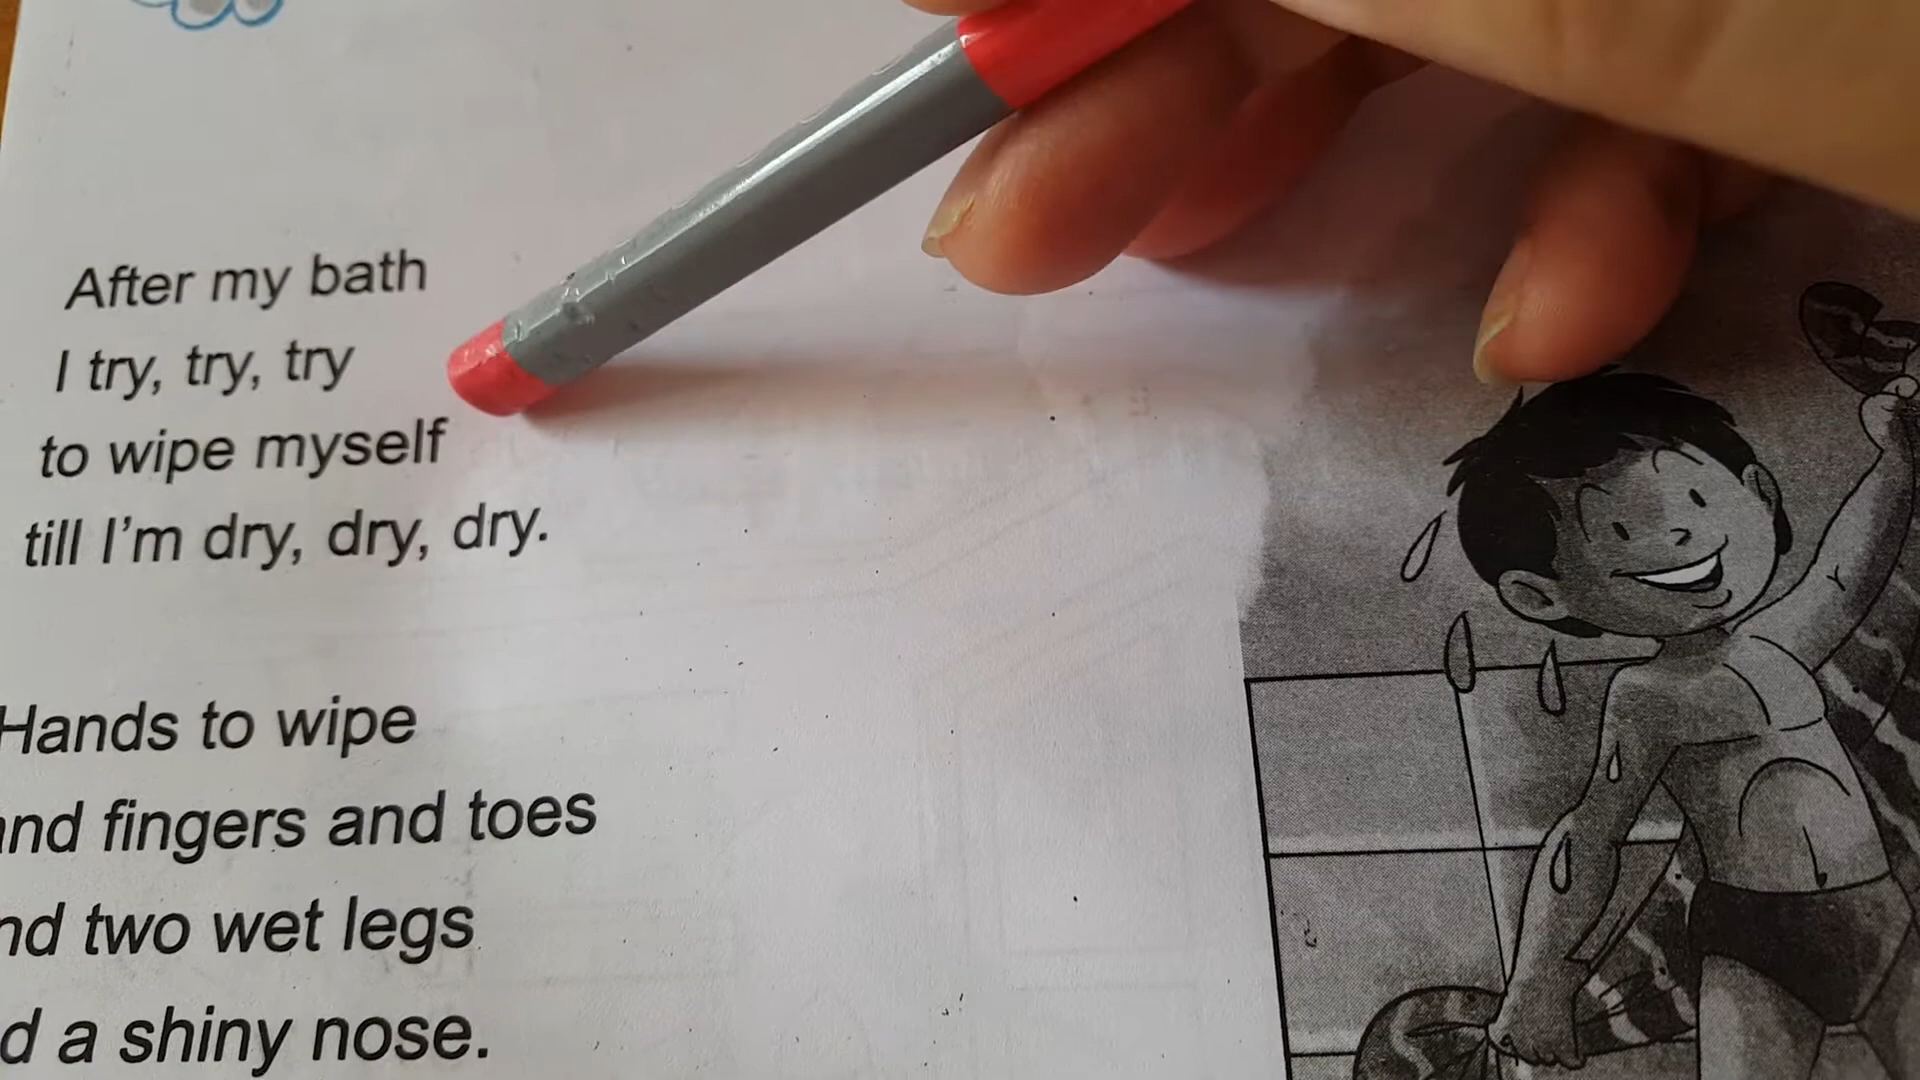 After my bath
I try, try, try
to wipe myself
till I'm dry, dry, dry.
Hands to wipe
and fingers and toes
nd two wet legs
d a shiny nose.